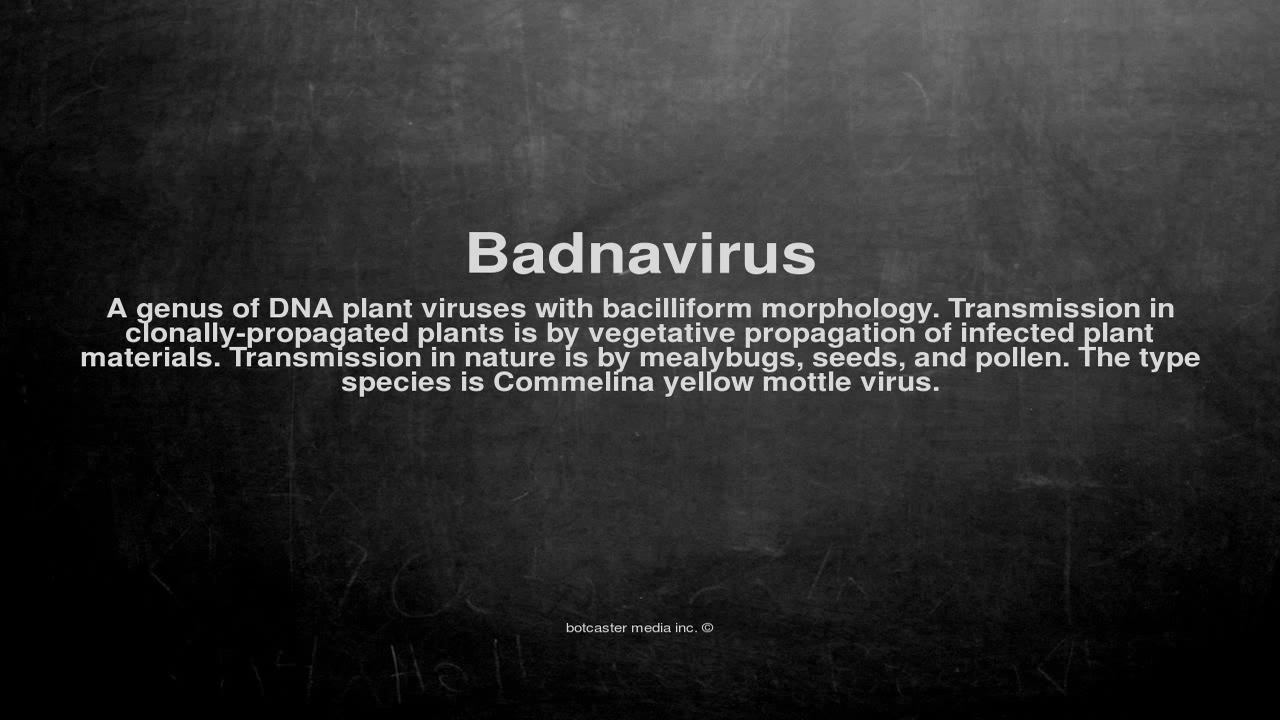 Badnavirus
A genus of DNA plant viruses with bacilliform morphology. Transmission in
clonally-propagated plants is by vegetative propagation of infected plant
materials. Transmission in nature is by mealybugs, seeds, and pollen. The type
species is Commelina yellow mottle virus.
botcaster media inc. ©